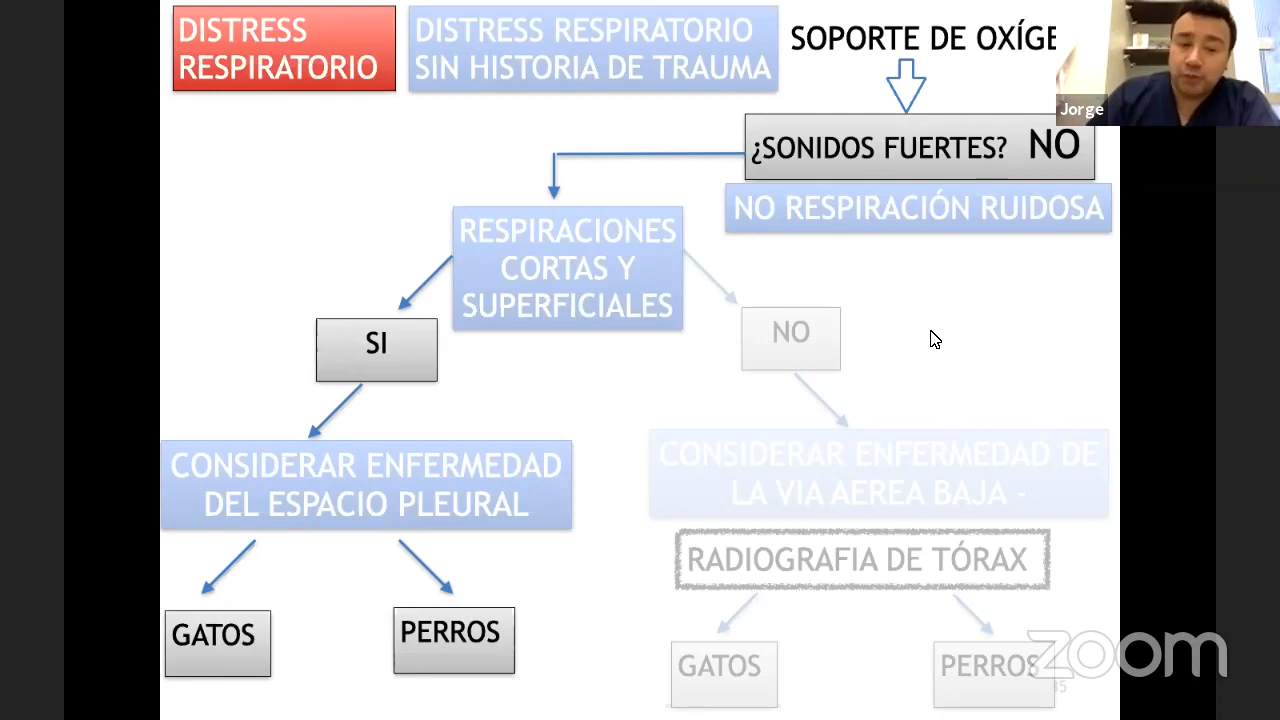 DISTRESS
RESPIRATORIO
DISTRESS RESPIRATORIO
SIN HISTORIA DE TRAUMA
SOPORTE DE OXÍGE
Jorge
¿SONIDOS FUERTES? NO
NO RESPIRACIÓN RUIDOSA
RESPIRACIONES
CORTAS Y
SUPERFICIALES
SI
NO
CONSIDERAR ENFERMEDAD
DEL ESPACIO PLEURAL
CONSIDERAR ENFERMEDAD DE
LA VIA AEREA BAJA -
RADIOGRAFIA DE TÓRAX
GATOS
PERROS
GATOS
PERROS
zoom